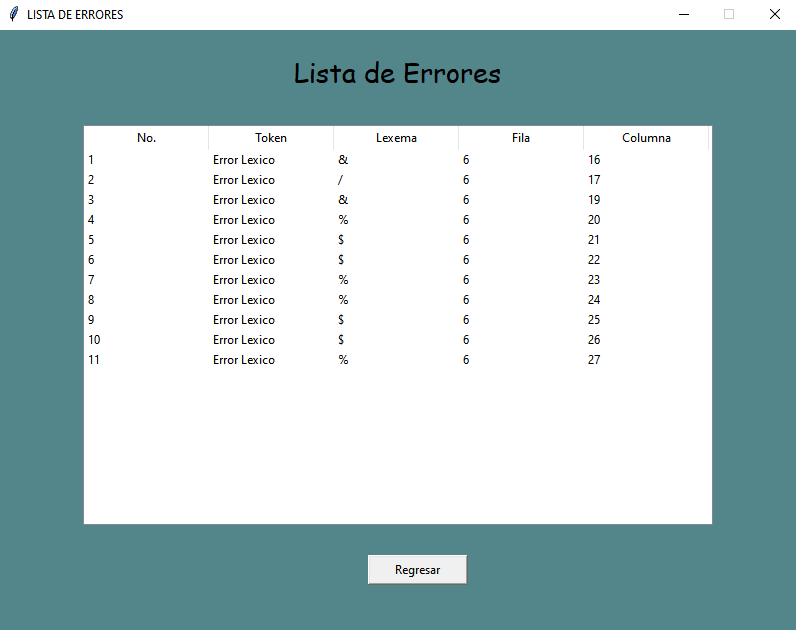 LISTA DE ERRORES
Lista de Errores
No. Token Lexema Fila Columna
1 Error Lexico & 6 16
2 Error Lexico / 6 17
3 Error Lexico & 6 19
4 Error Lexico % 6 20
5 Error Lexico $ 6 21
6 Error Lexico $ 6 22
7 Error Lexico % 6 23
8 Error Lexico % 6 24
9 Error Lexico $ 6 25
10 Error Lexico $ 6 26
11 Error Lexico % 6 27
Regresar